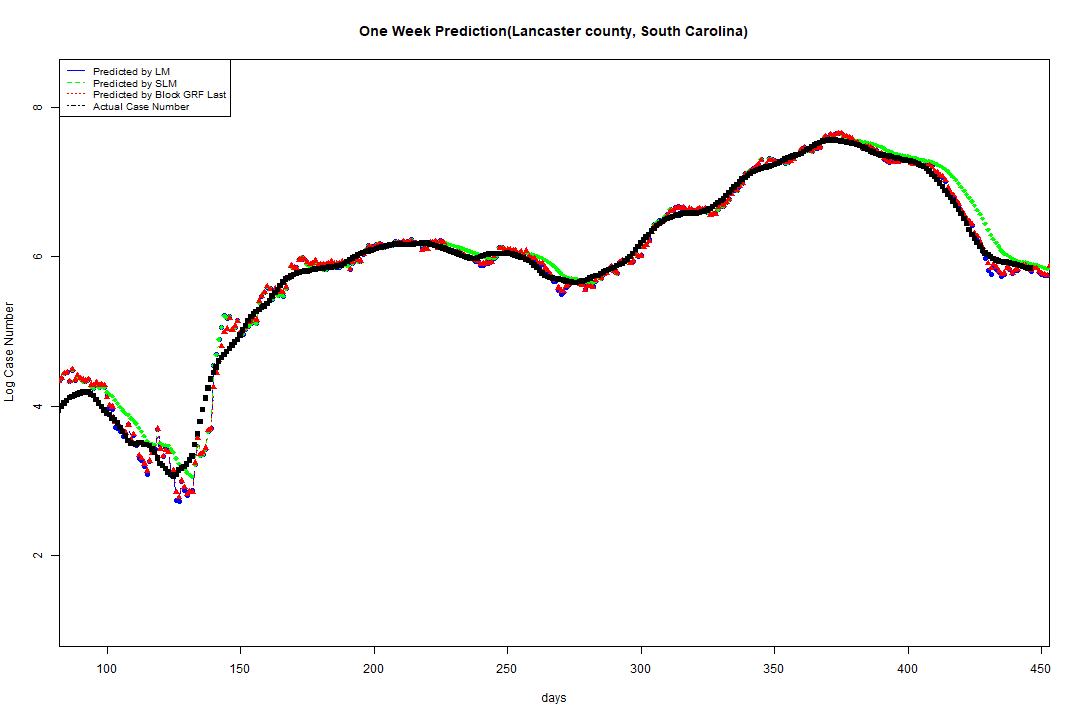 One Week Prediction(Lancaster county, South Carolina)
Predicted by LM
Predicted by SLM
Predicted by Block GRF Last
Actual Case Number
8
6
4
2
Log Case Number
100 150 200 250 300 350 400 450
days